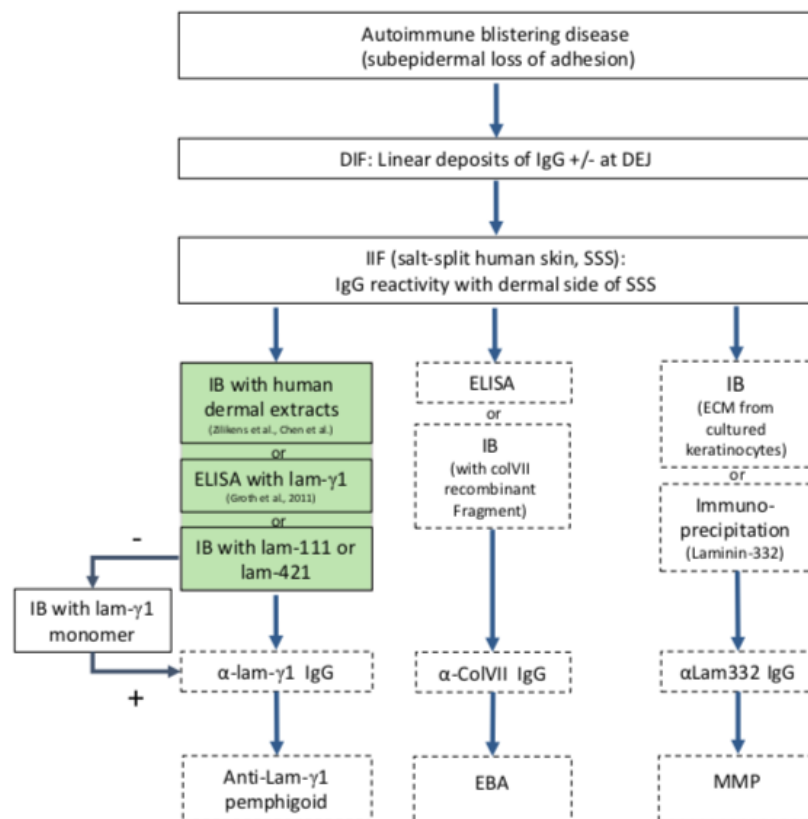 Autoimmune blistering disease
(subepidermal loss of adhesion)
DIF: Linear deposits of IgG +/- at DEJ
IIF (salt-split human skin, SSS):
IgG reactivity with dermal side of SSS
IB with human
dermal extracts
(Zilikens et al., Chen et al.)
or
ELISA with lam-γ1
(Groth et al., 2011)
or
IB with lam-111 or
lam-421
-
IB with lam-γ1
monomer
+
α-lam-γ1 IgG
Anti-Lam-γ1
pemphigoid
ELISA
or
IB
(with colVII
recombinant
Fragment)
α-ColVII IgG
EBA
IB
(ECM from
cultured
keratinocytes)
or
Immuno-
precipitation
(Laminin-332)
αLam332 IgG
MMP